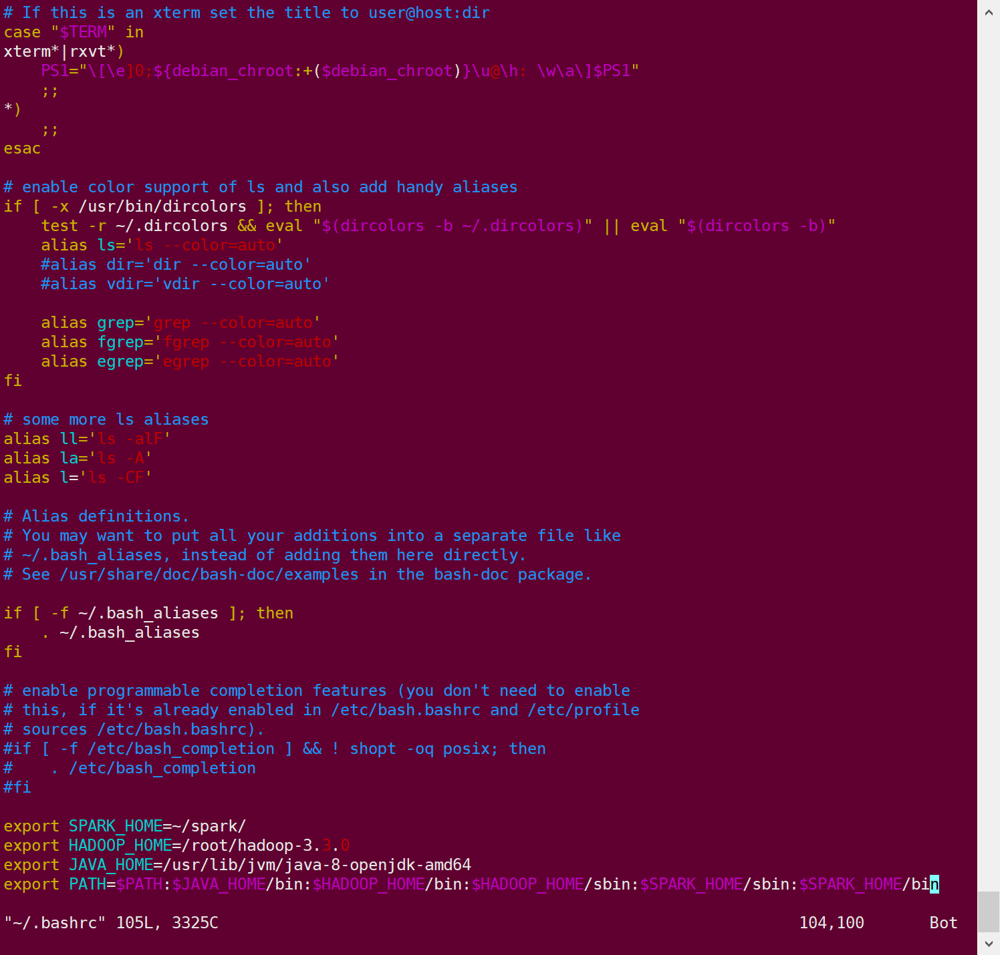 # If this is an xterm set the title to user@host:dir
case "$TERM" in
xterm*|rxvt*)
    PS1="\[\e]0;${debian_chroot:+($debian_chroot)}\u@\h: \w\a\]$PS1"
    ;;
*)
    ;;
esac

# enable color support of ls and also add handy aliases
if [ -x /usr/bin/dircolors ]; then
    test -r ~/.dircolors && eval "$(dircolors -b ~/.dircolors)" || eval "$(dircolors -b)"
    alias ls='ls --color=auto'
    #alias dir='dir --color=auto'
    #alias vdir='vdir --color=auto'

    alias grep='grep --color=auto'
    alias fgrep='fgrep --color=auto'
    alias egrep='egrep --color=auto'
fi

# some more ls aliases
alias ll='ls -alF'
alias la='ls -A'
alias l='ls -CF'

# Alias definitions.
# You may want to put all your additions into a separate file like
# ~/.bash_aliases, instead of adding them here directly.
# See /usr/share/doc/bash-doc/examples in the bash-doc package.

if [ -f ~/.bash_aliases ]; then
    . ~/.bash_aliases
fi

# enable programmable completion features (you don't need to enable
# this, if it's already enabled in /etc/bash.bashrc and /etc/profile
# sources /etc/bash.bashrc).
#if [ -f /etc/bash_completion ] && ! shopt -oq posix; then
#    . /etc/bash_completion
#fi

export SPARK_HOME=~/spark/
export HADOOP_HOME=/root/hadoop-3.3.0
export JAVA_HOME=/usr/lib/jvm/java-8-openjdk-amd64
export PATH=$PATH:$JAVA_HOME/bin:$HADOOP_HOME/bin:$HADOOP_HOME/sbin:$SPARK_HOME/sbin:$SPARK_HOME/bin

"~/.bashrc" 105L, 3325C 104,100 Bot